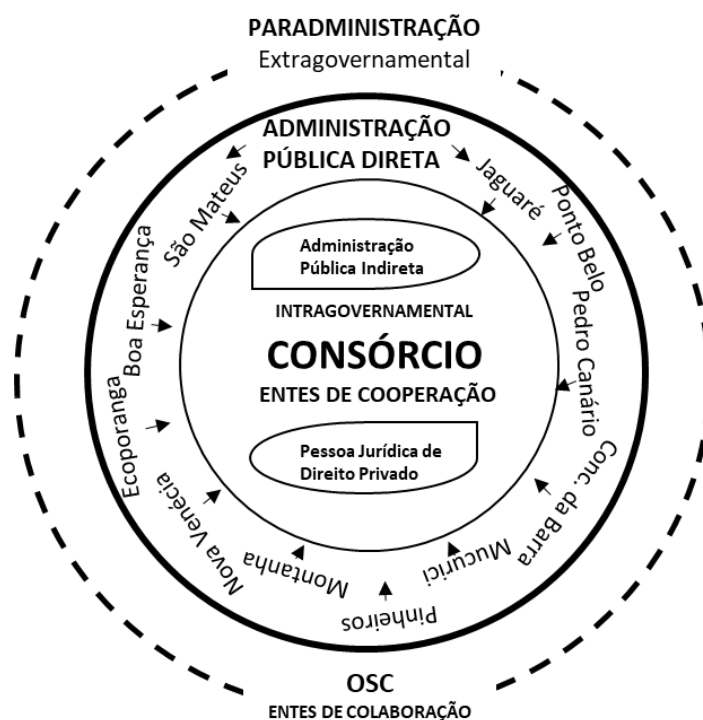 PARADMINISTRAÇÃO
Extragovernamental
ADMINISTRAÇÃO
PÚBLICA DIRETA
São Mateus
Jaguaré
Ponto Belo
Boa Esperança
Pedro Canário
Ecoporanga
Conc. da Barra
Nova Venécia
Mucurici
Montanha
Pinheiros
Administração
Pública Indireta
INTRAGOVERNAMENTAL
CONSÓRCIO
ENTES DE COOPERAÇÃO
Pessoa Jurídica de
Direito Privado
OSC
ENTES DE COLABORAÇÃO